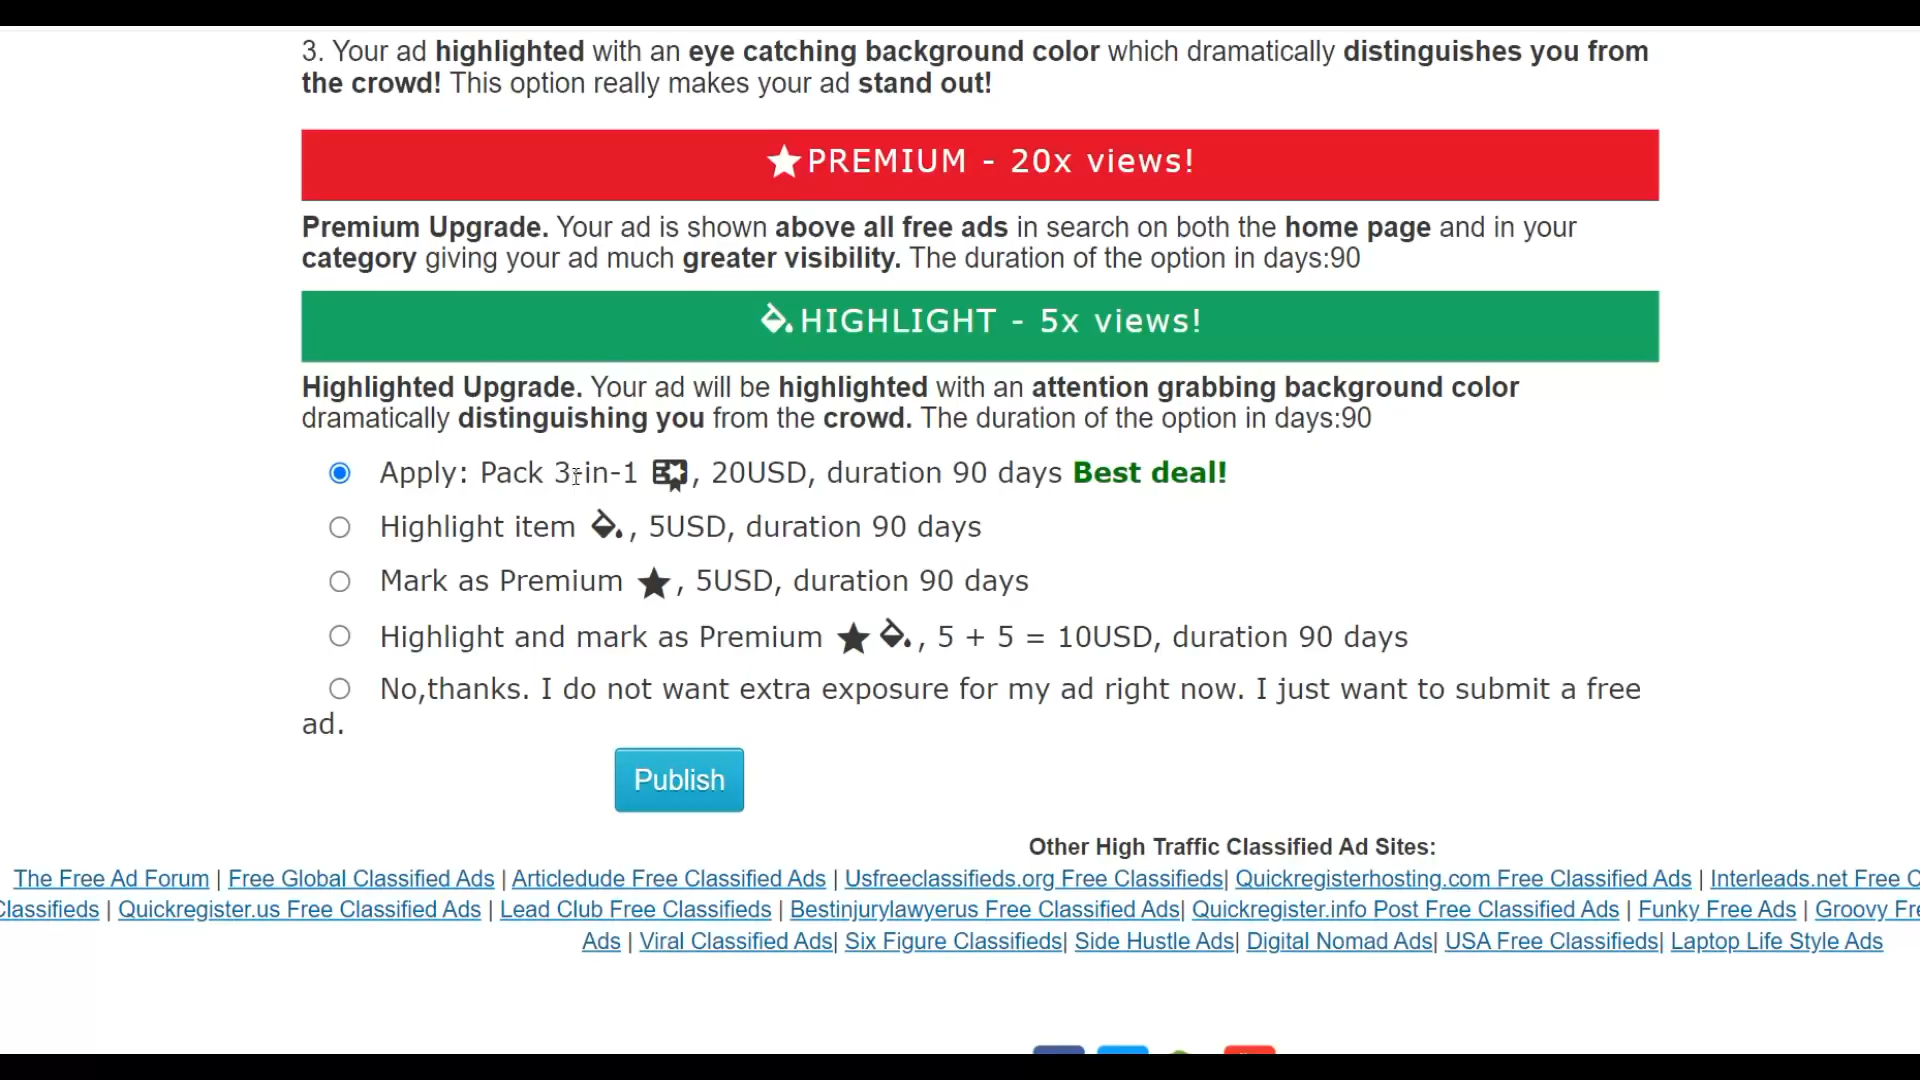 3. Your ad highlighted with an eye catching background color which dramatically distinguishes you from
the crowd! This option really makes your ad stand out!
PREMIUM - 20x views!
Premium Upgrade. Your ad is shown above all free ads in search on both the home page and in your
category giving your ad much greater visibility. The duration of the option in days:90
HIGHLIGHT - 5x views!
Highlighted Upgrade. Your ad will be highlighted with an attention grabbing background color
dramatically distinguishing you from the crowd. The duration of the option in days:90
Apply: Pack 3-in-1 , 20USD, duration 90 days Best deal!
Highlight item , 5USD, duration 90 days
Mark as Premium , 5USD, duration 90 days
Highlight and mark as Premium , 5 + 5 = 10USD, duration 90 days
No,thanks. I do not want extra exposure for my ad right now. I just want to submit a free
ad.
Publish
Other High Traffic Classified Ad Sites:
The Free Ad Forum | Free Global Classified Ads | Articledude Free Classified Ads | Usfreeclassifieds.org Free Classifieds| Quickregisterhosting.com Free Classified Ads | Interleads.net Free
lassifieds | Quickregister.us Free Classified Ads | Lead Club Free Classifieds | Bestinjurylawyerus Free Classified Ads| Quickregister.info Post Free Classified Ads | Funky Free Ads | Groovy
Ads | Viral Classified Ads| Six Figure Classifieds| Side Hustle Ads| Digital Nomad Ads| USA Free Classifieds| Laptop Life Style Ads